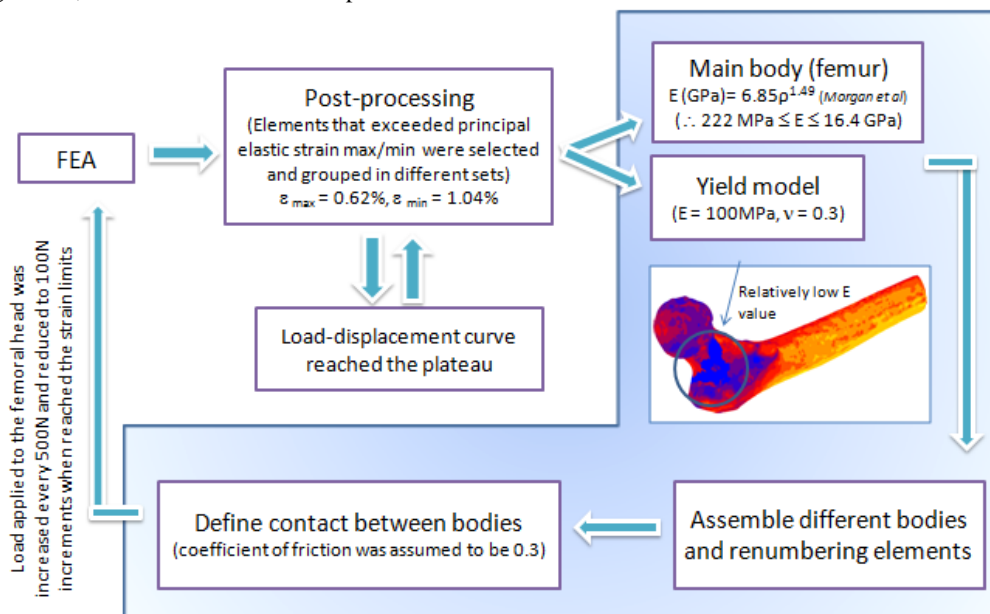 FEA
Post-processing
(Elements that exceeded principal
elastic strain max/min were selected
and grouped in different sets)
ε max = 0.62%, ε min = 1.04%
Load-displacement curve
reached the plateau
Main body (femur)
E (GPa)= 6.85ρ^1.49 (Morgan et al)
(∴ 222 MPa ≤ E ≤ 16.4 GPa)
Yield model
(E = 100MPa, ν = 0.3)
Relatively low E
value
Assemble different bodies
and renumbering elements
Define contact between bodies
(coefficient of friction was assumed to be 0.3)
Load applied to the femoral head was
increase every 500N and reduced to 100N
increments when reached the strain limits